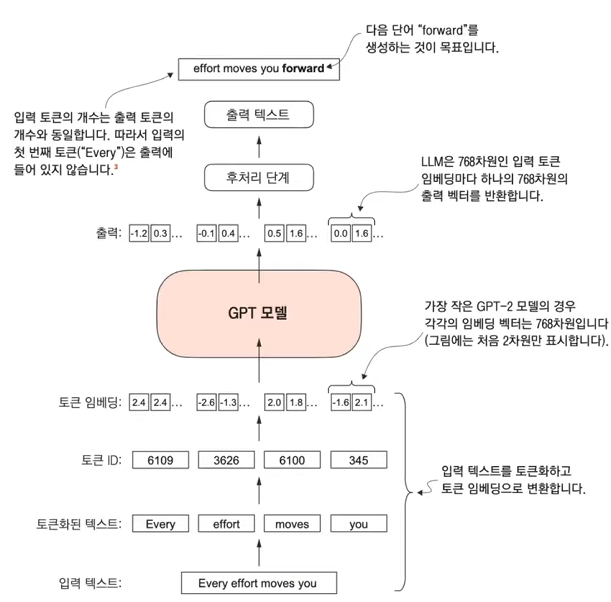 다음 단어 “forward”를
생성하는 것이 목표입니다.
effort moves you forward
입력 토큰의 개수는 출력 토큰의
개수와 동일합니다. 따라서 입력의
첫 번째 토큰(“Every”)은 출력에
들어 있지 않습니다.3
출력 텍스트
후처리 단계
LLM은 768차원인 입력 토큰
임베딩마다 하나의 768차원의
출력 벡터를 반환합니다.
출력: -1.2 0.3 ... -0.1 0.4 ... 0.5 1.6 ... 0.0 1.6 ...
GPT 모델
가장 작은 GPT-2 모델의 경우
각각의 임베딩 벡터는 768차원입니다
(그림에는 처음 2차원만 표시합니다).
토큰 임베딩: 2.4 2.4 ... -2.6 -1.3 ... 2.0 1.8 ... -1.6 2.1 ...
토큰 ID: 6109 3626 6100 345
입력 텍스트를 토큰화하고
토큰 임베딩으로 변환합니다.
토큰화된 텍스트: Every effort moves you
입력 텍스트: Every effort moves you